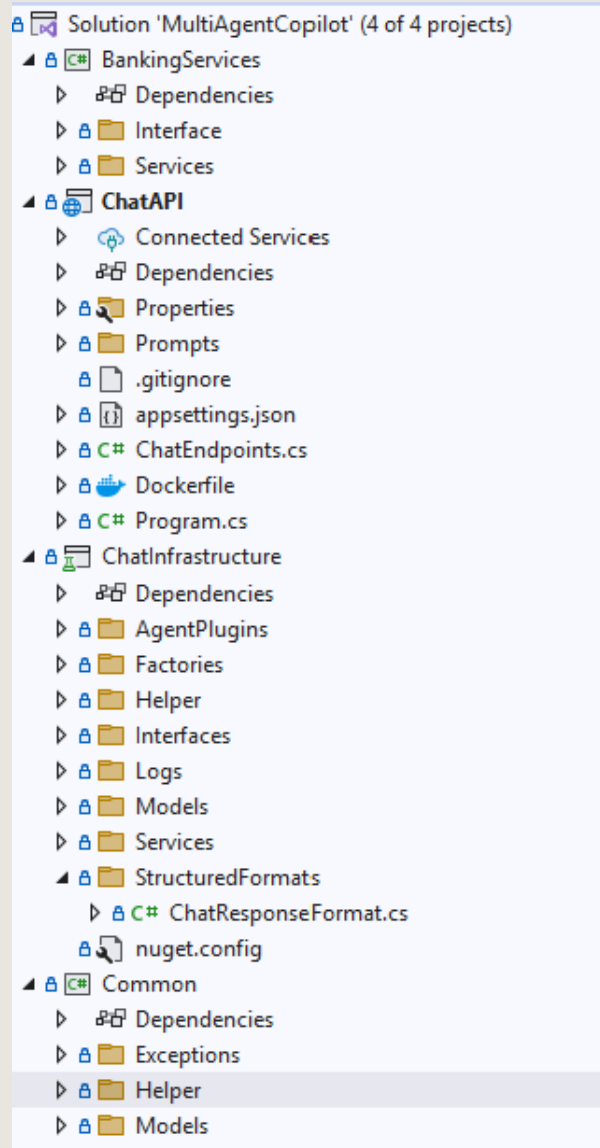 Solution 'MultiAgentCopilot' (4 of 4 projects)
C# BankingServices
Dependencies
Interface
Services
ChatAPI
Connected Services
Dependencies
Properties
Prompts
.gitignore
appsettings.json
C# ChatEndpoints.cs
Dockerfile
C# Program.cs
ChatInfrastructure
Dependencies
AgentPlugins
Factories
Helper
Interfaces
Logs
Models
Services
StructuredFormats
C# ChatResponseFormat.cs
nuget.config
C# Common
Dependencies
Exceptions
Helper
Models